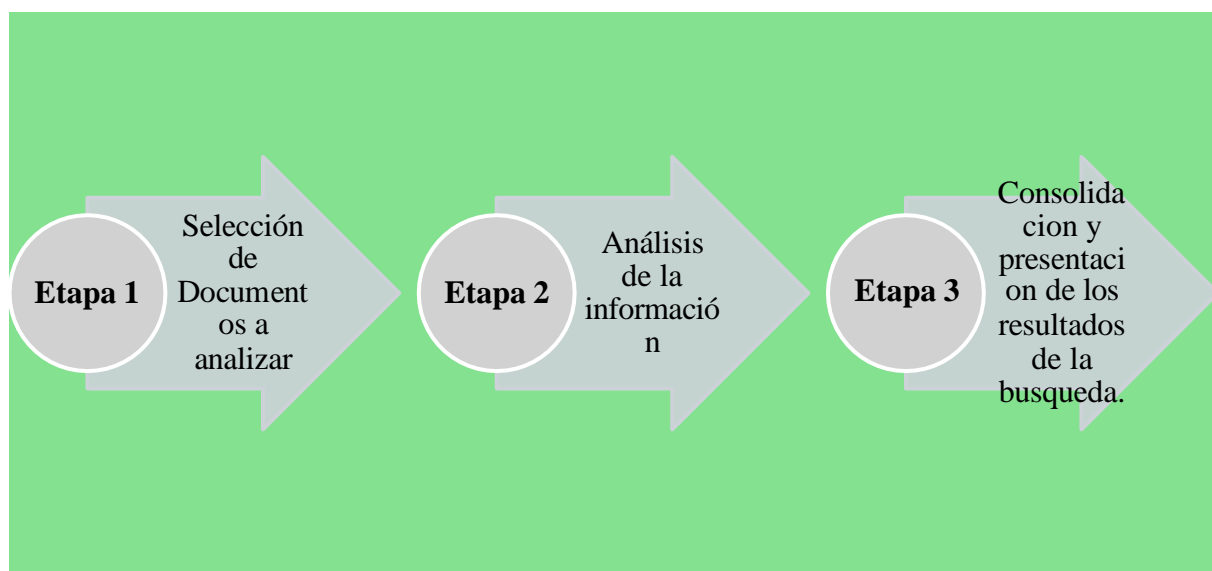 Etapa 1
Selección
de
Document
os a
analizar
Etapa 2
Análisis
de la
informació
n
Etapa 3
Consolida
cion y
presentaci
on de los
resultados
de la
busqueda.